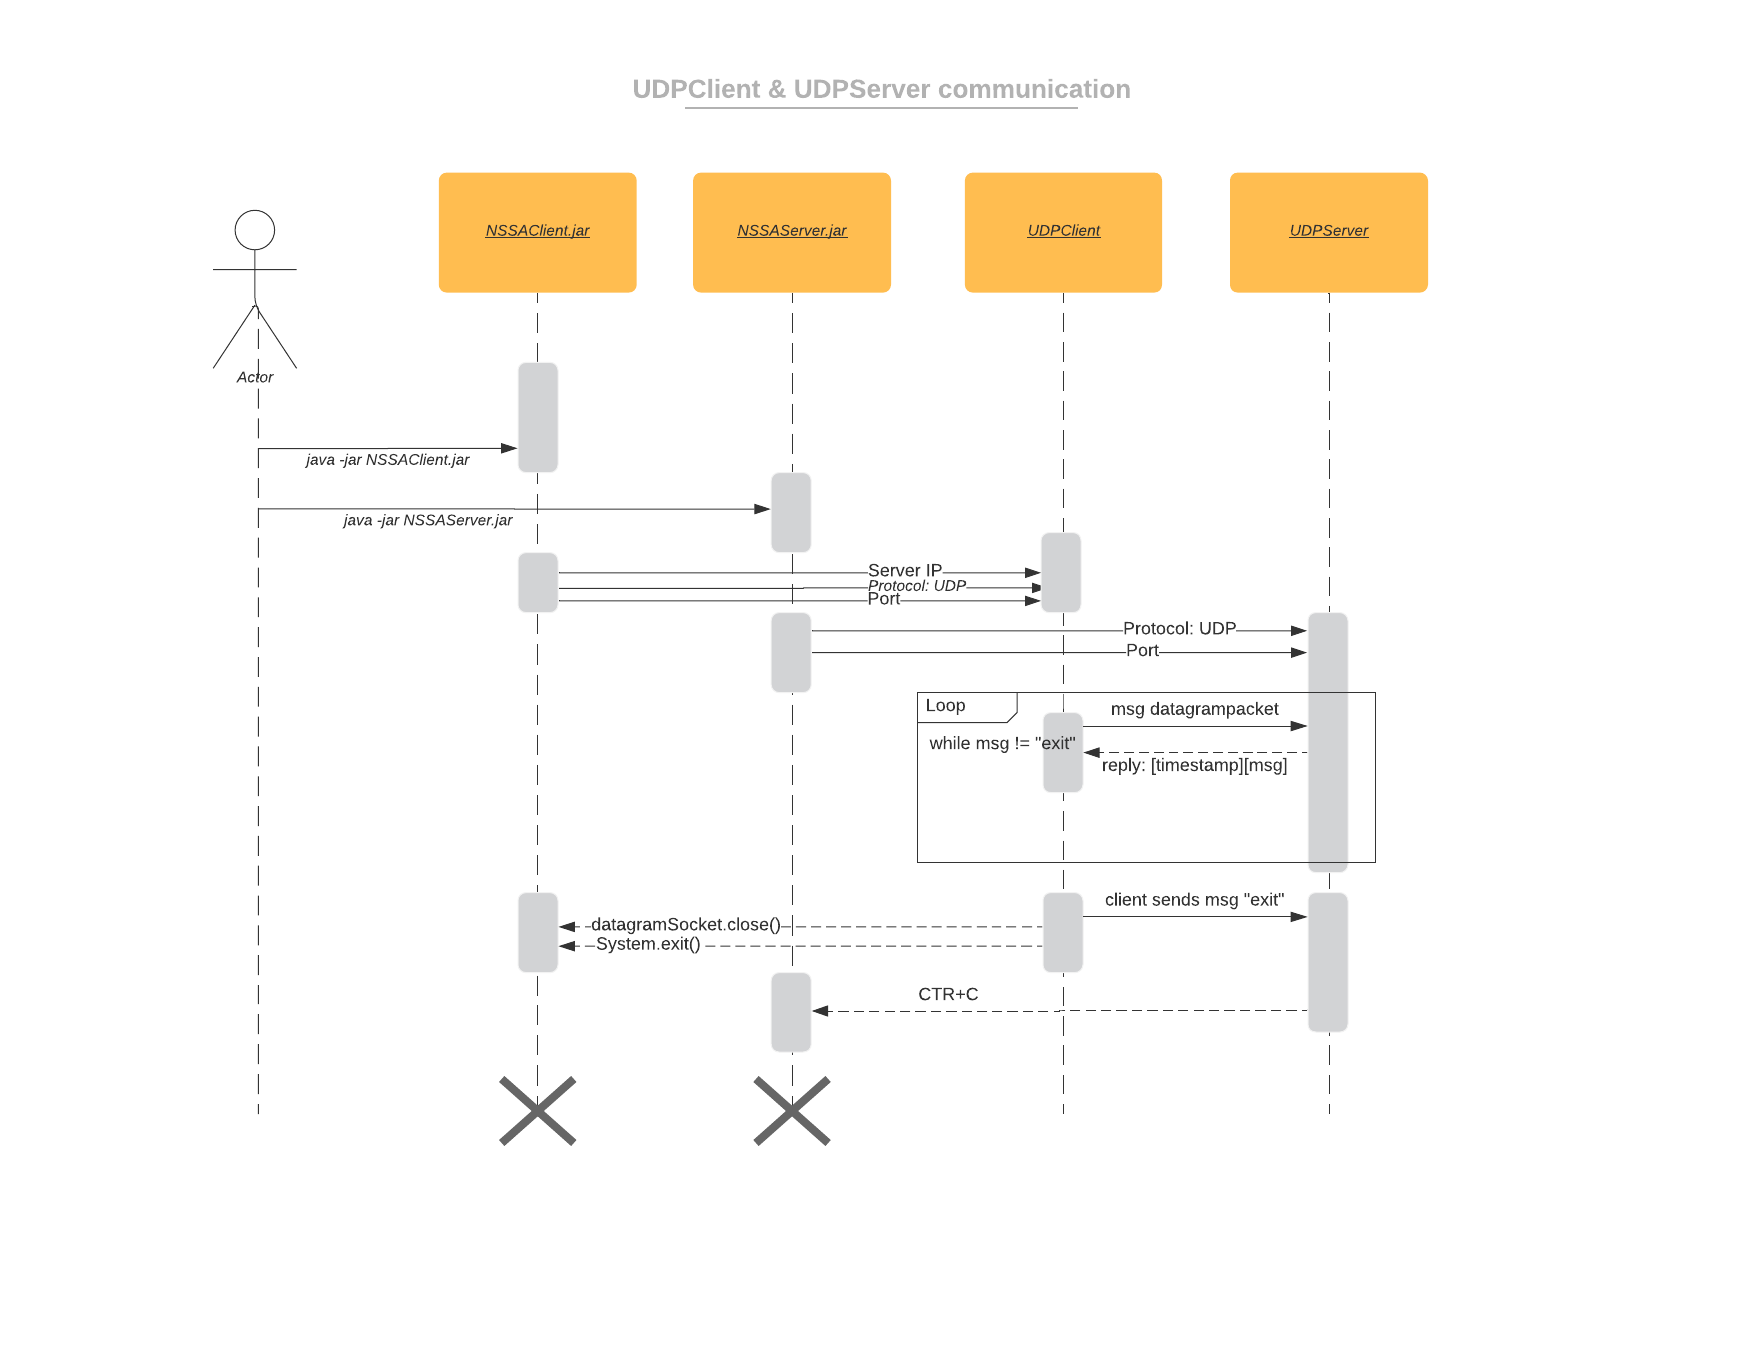 UDPClient & UDPServer communication
NSSAClient.jar
NSSAServer.jar
UDPClient
UDPServer
Actor
java -jar NSSAClient.jar
java -jar NSSAServer.jar
Server IP
Protocol: UDP
Port
Protocol: UDP
Port
Loop
msg datagrampacket
while msg != "exit"
reply: [timestamp][msg]
client sends msg "exit"
datagramSocket.close()
System.exit()
CTR+C